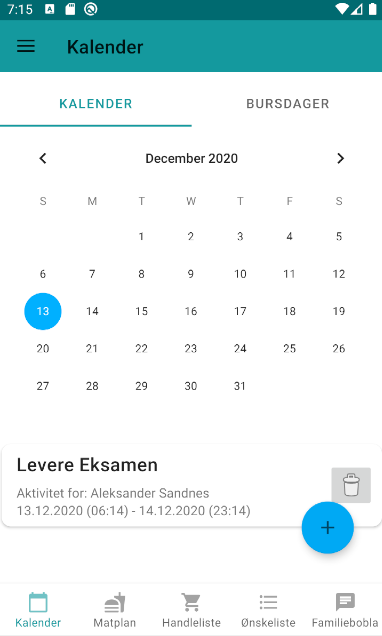 7:15
Kalender
KALENDER BURSDAGER
December 2020
S M T W T F S
1 2 3 4 5
6 7 8 9 10 11 12
13 14 15 16 17 18 19
20 21 22 23 24 25 26
27 28 29 30 31
Levere Eksamen
Aktivitet for: Aleksander Sandnes
13.12.2020 (06:14) - 14.12.2020 (23:14)
Kalender Matplan Handleliste Ønskeliste Familiebobla